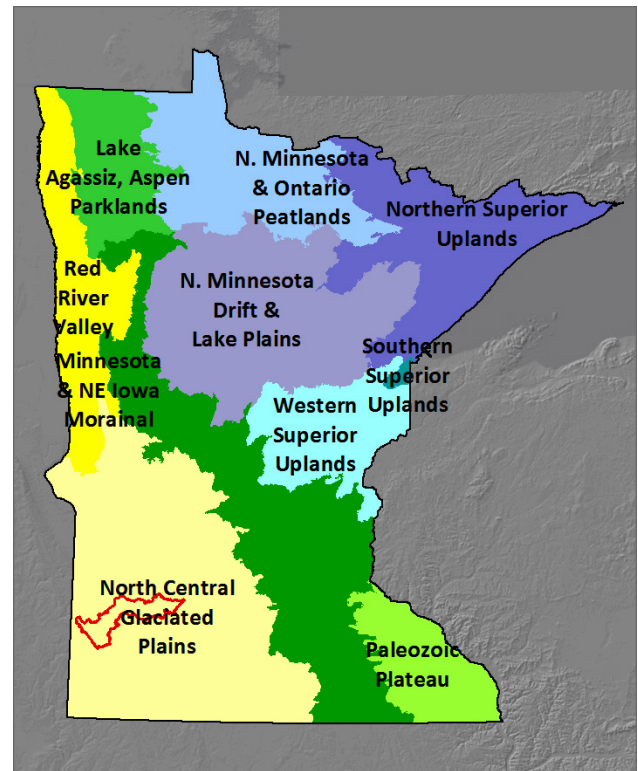 Lake
Agassiz, Aspen
Parklands
N. Minnesota
& Ontario
Peatlands
Northern Superior
Uplands
Red
River
Valley
N. Minnesota
Drift &
Lake Plains
Minnesota
& NE Iowa
Morainal
Southern
Superior
Uplands
Western
Superior
Uplands
North Central
Glaciated
Plains
Paleozoic
Plateau